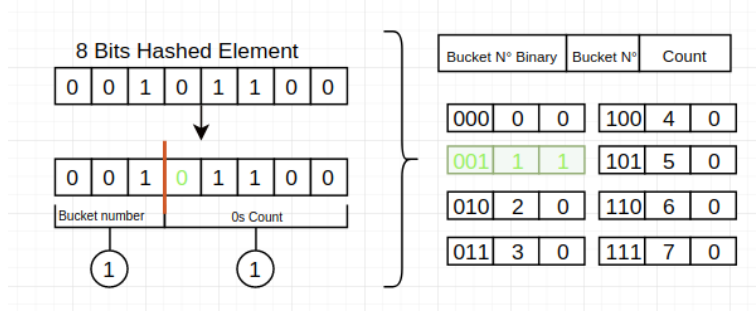 8 Bits Hashed Element
0 0 1 0 1 1 0 0
0 0 1 0 1 1 0 0
Bucket number 0s Count
1 1
Bucket N° Binary Bucket N° Count
000 0 0 100 4 0
001 1 1 101 5 0
010 2 0 110 6 0
011 3 0 111 7 0